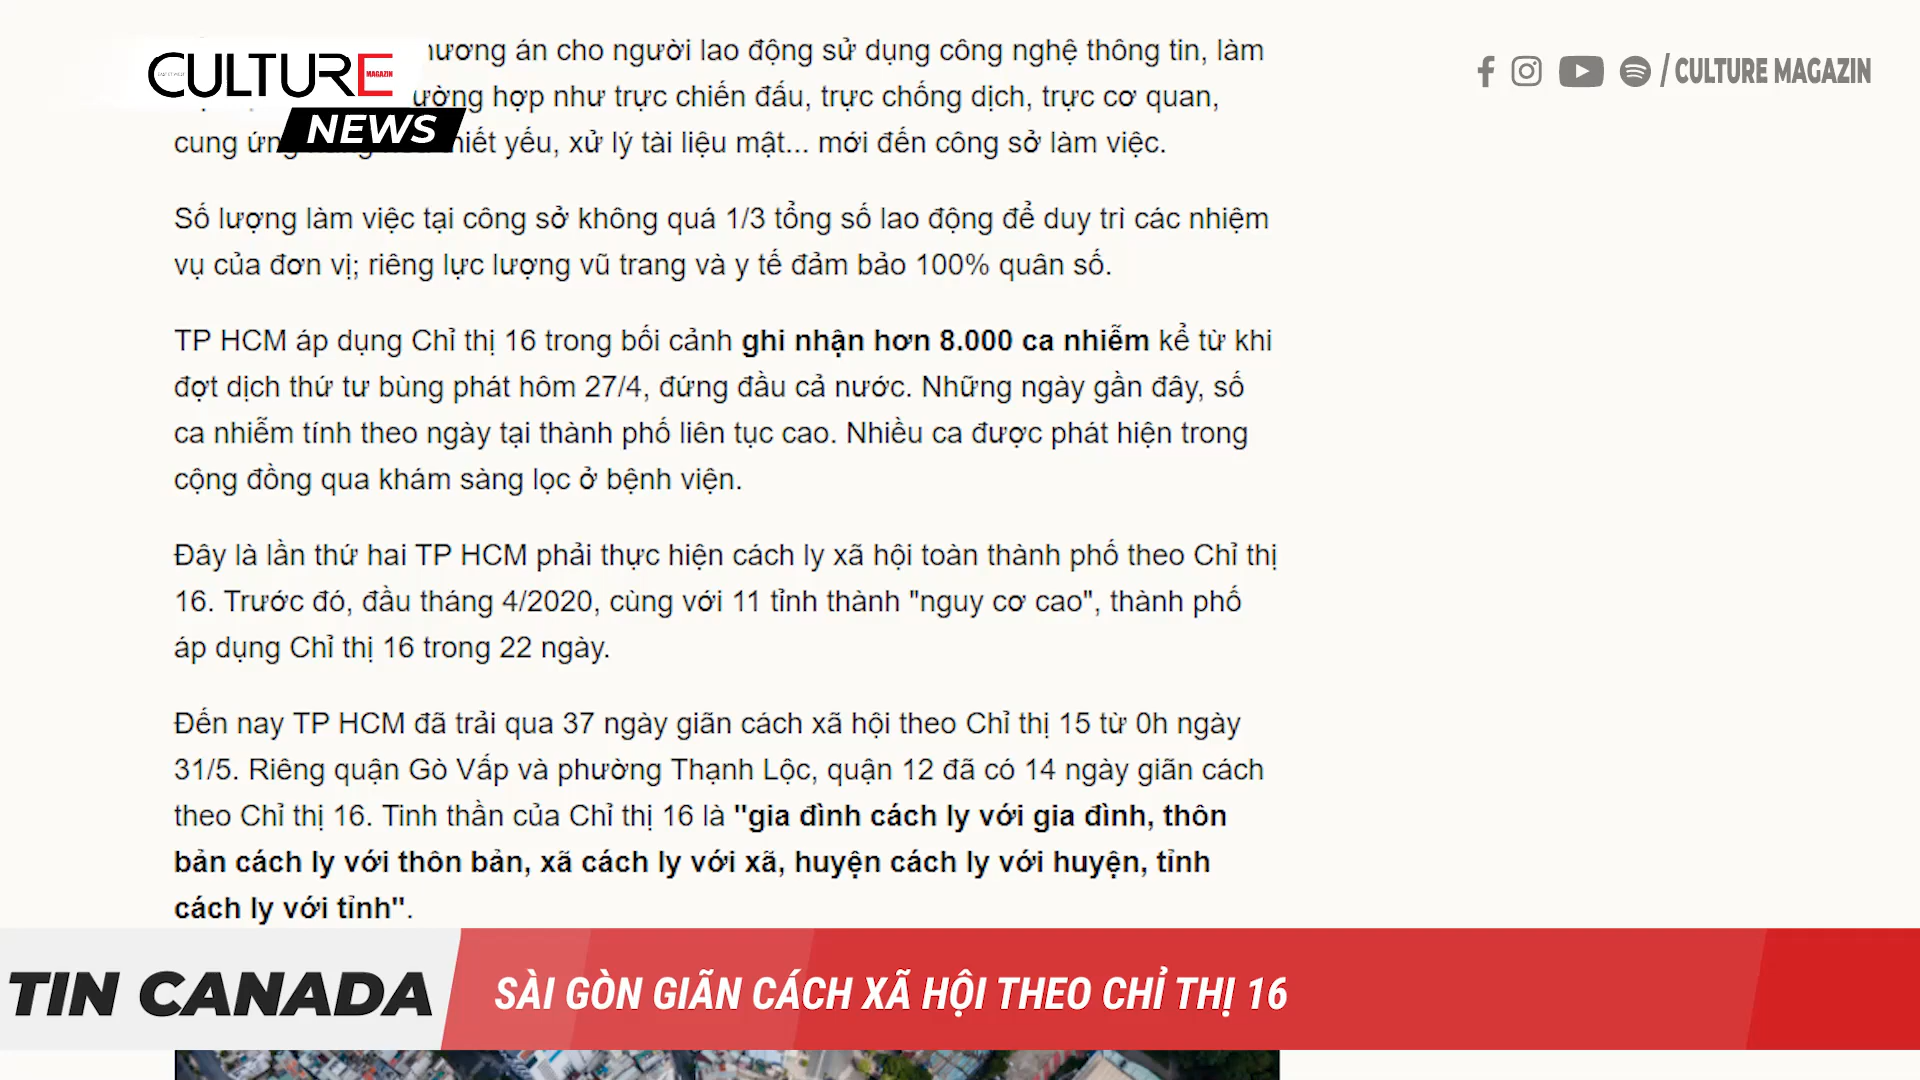 CULTURE
MAGAZIN
NEWS
/ CULTURE MAGAZIN
án cho người lao động sử dụng công nghệ thông tin, làm
hợp như trực chiến đấu, trực chống dịch, trực cơ quan,
cung yếu, xử lý tài liệu mật... mới đến công sở làm việc.
Số lượng làm việc tại công sở không quá 1/3 tổng số lao động để duy trì các nhiệm
vụ của đơn vị; riêng lực lượng vũ trang và y tế đảm bảo 100% quân số.
TP HCM áp dụng Chỉ thị 16 trong bối cảnh ghi nhận hơn 8.000 ca nhiễm kể từ khi
đợt dịch thứ tư bùng phát hôm 27/4, đứng đầu cả nước. Những ngày gần đây, số
ca nhiễm tính theo ngày tại thành phố liên tục cao. Nhiều ca được phát hiện trong
cộng đồng qua khám sàng lọc ở bệnh viện.
Đây là lần thứ hai TP HCM phải thực hiện cách ly xã hội toàn thành phố theo Chỉ thị
16. Trước đó, đầu tháng 4/2020, cùng với 11 tỉnh thành "nguy cơ cao", thành phố
áp dụng Chỉ thị 16 trong 22 ngày.
Đến nay TP HCM đã trải qua 37 ngày giãn cách xã hội theo Chỉ thị 15 từ 0h ngày
31/5. Riêng quận Gò Vấp và phường Thạnh Lộc, quận 12 đã có 14 ngày giãn cách
theo Chỉ thị 16. Tinh thần của Chỉ thị 16 là "gia đình cách ly với gia đình, thôn
bản cách ly với thôn bản, xã cách ly với xã, huyện cách ly với huyện, tỉnh
cách ly với tỉnh".
TIN CANADA
SÀI GÒN GIÃN CÁCH XÃ HỘI THEO CHỈ THỊ 16